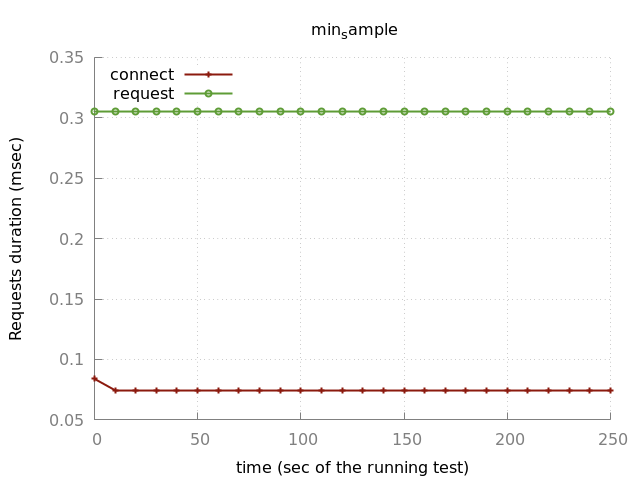 min_sample
connect
request
0.35
0.3
0.25
0.2
0.15
0.1
0.05
Requests duration (msec)
0 50 100 150 200 250
time (sec of the running test)